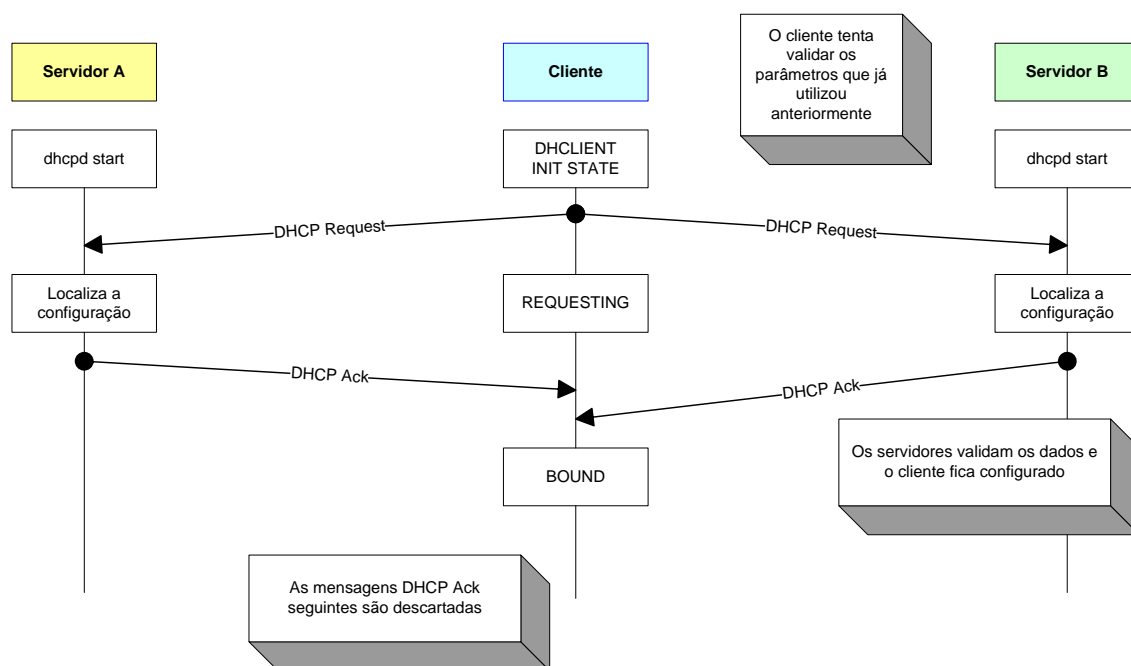 Servidor A
Cliente
O cliente tenta
validar os
parâmetros que já
utilizou
anteriormente
Servidor B
dhcpd start
DHCLIENT
INIT STATE
dhcpd start
DHCP Request
DHCP Request
Localiza a
configuração
REQUESTING
Localiza a
configuração
DHCP Ack
DHCP Ack
BOUND
Os servidores validam os dados e
o cliente fica configurado
As mensagens DHCP Ack
seguintes são descartadas